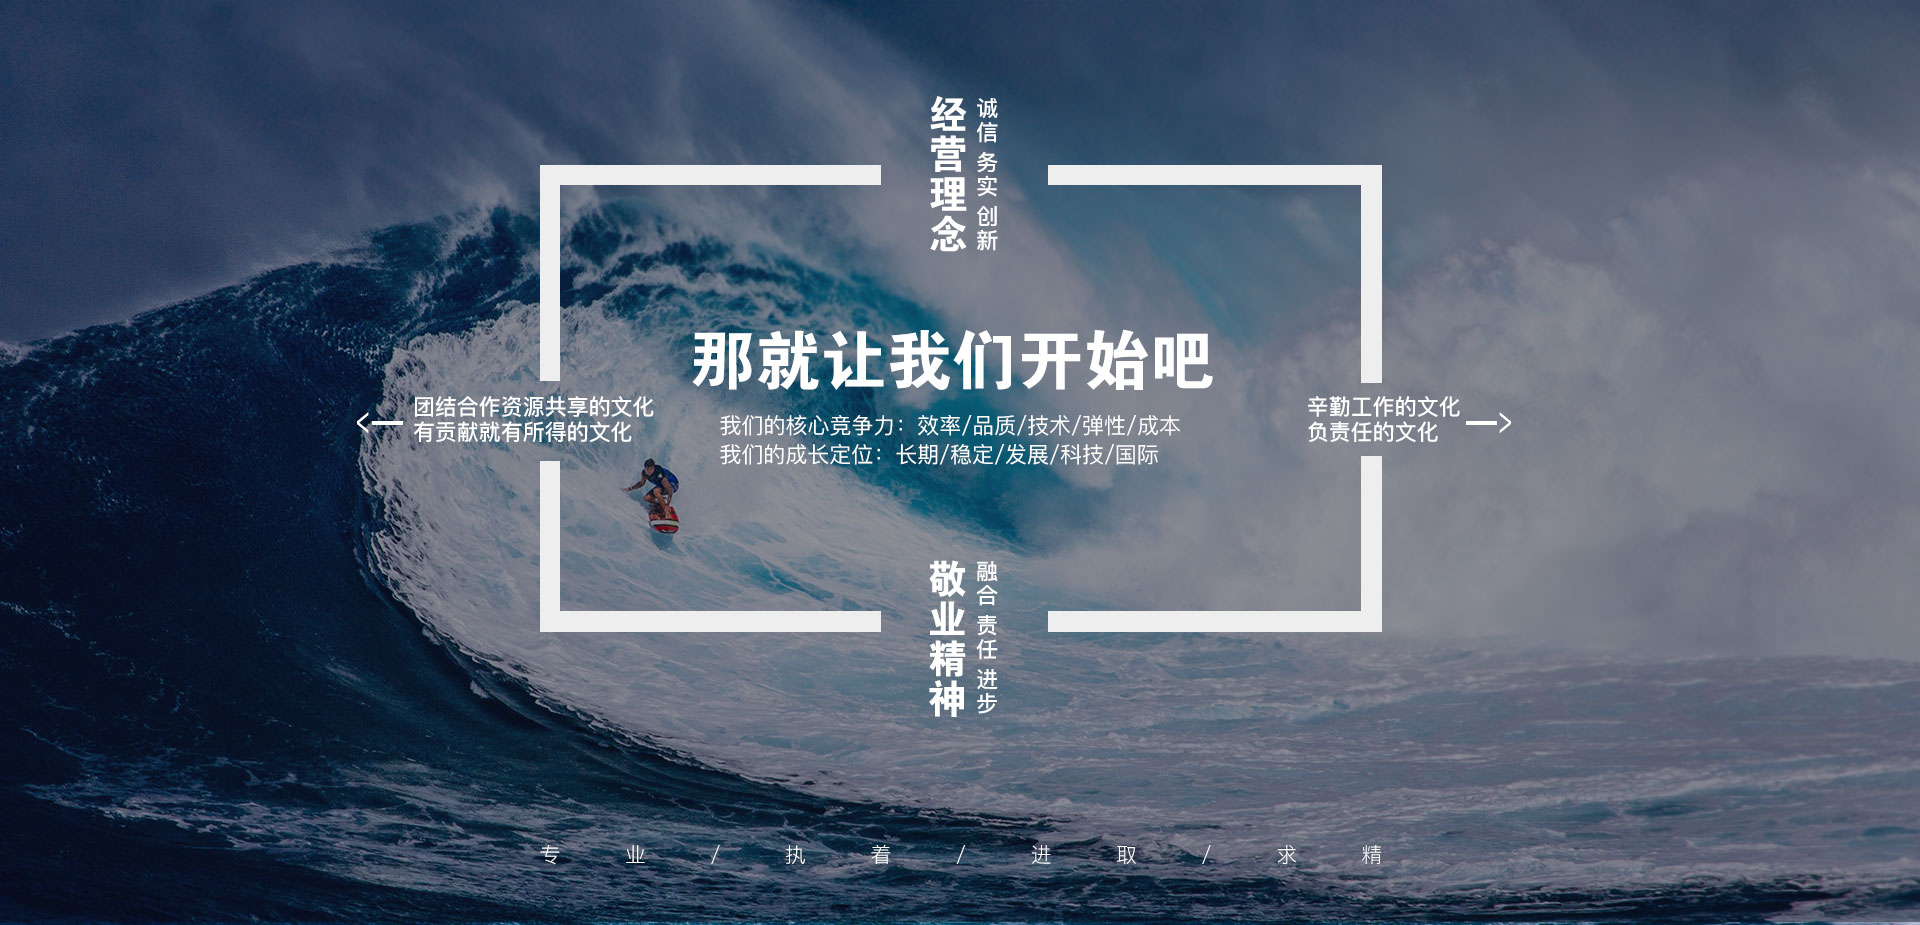 经营理念
诚信 务实 创新
那就让我们开始吧
我们的核心竞争力：效率/品质/技术/弹性/成本
我们的成长定位：长期/稳定/发展/科技/国际
团结合作资源共享的文化
有贡献就有所得的文化
辛勤工作的文化
负责任的文化
敬业精神
融合 责任 进步
专业/执着/进取/求精